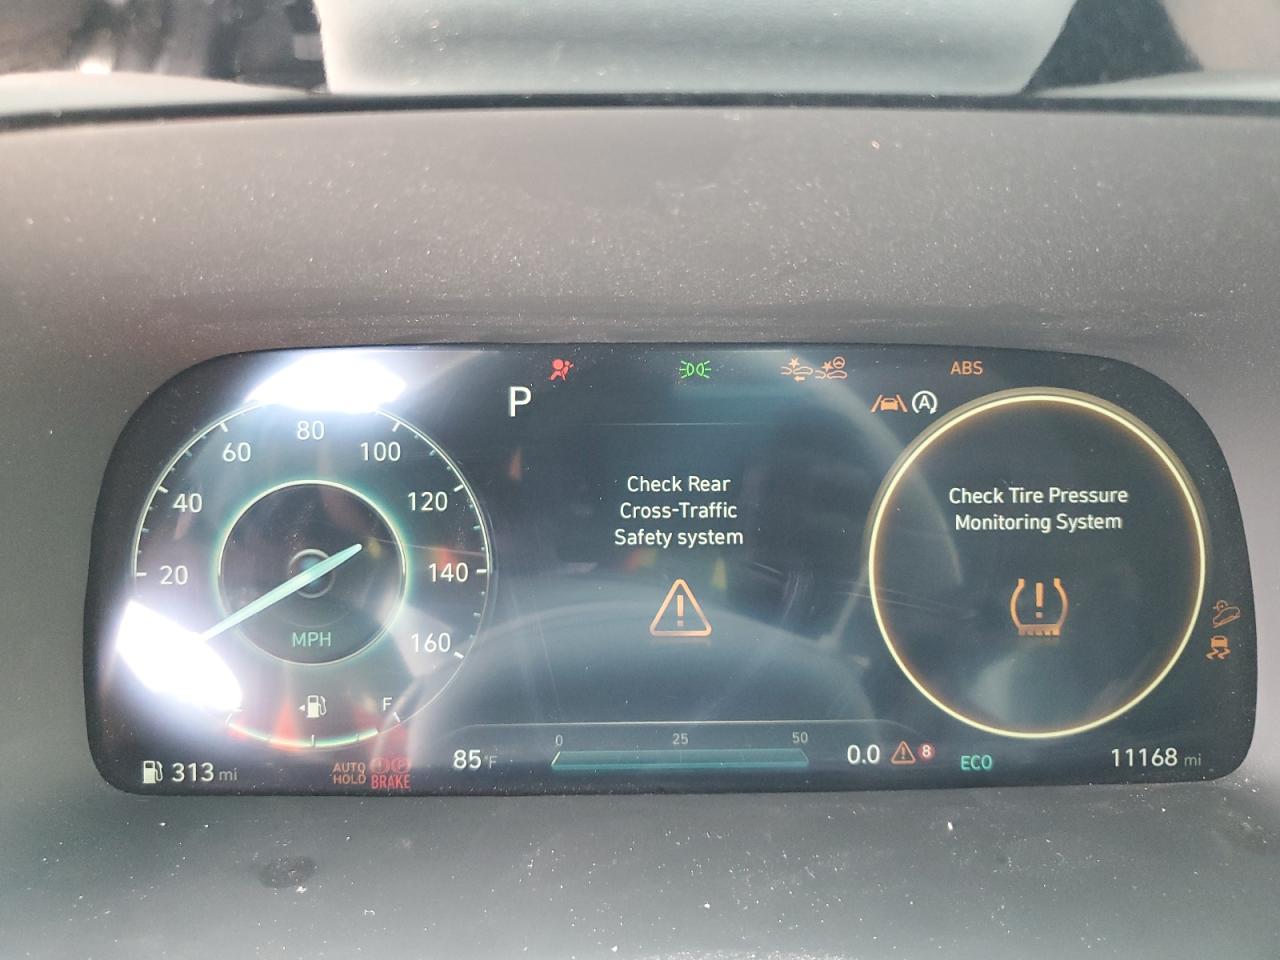 ABS
P
A
80
60
100
40
120
20
140
160
MPH
Check Rear
Cross-Traffic
Safety system
Check Tire Pressure
Monitoring System
F
0
25
50
313 mi
AUTO
HOLD
P
BRAKE
85°F
0.0
8
ECO
11168 mi